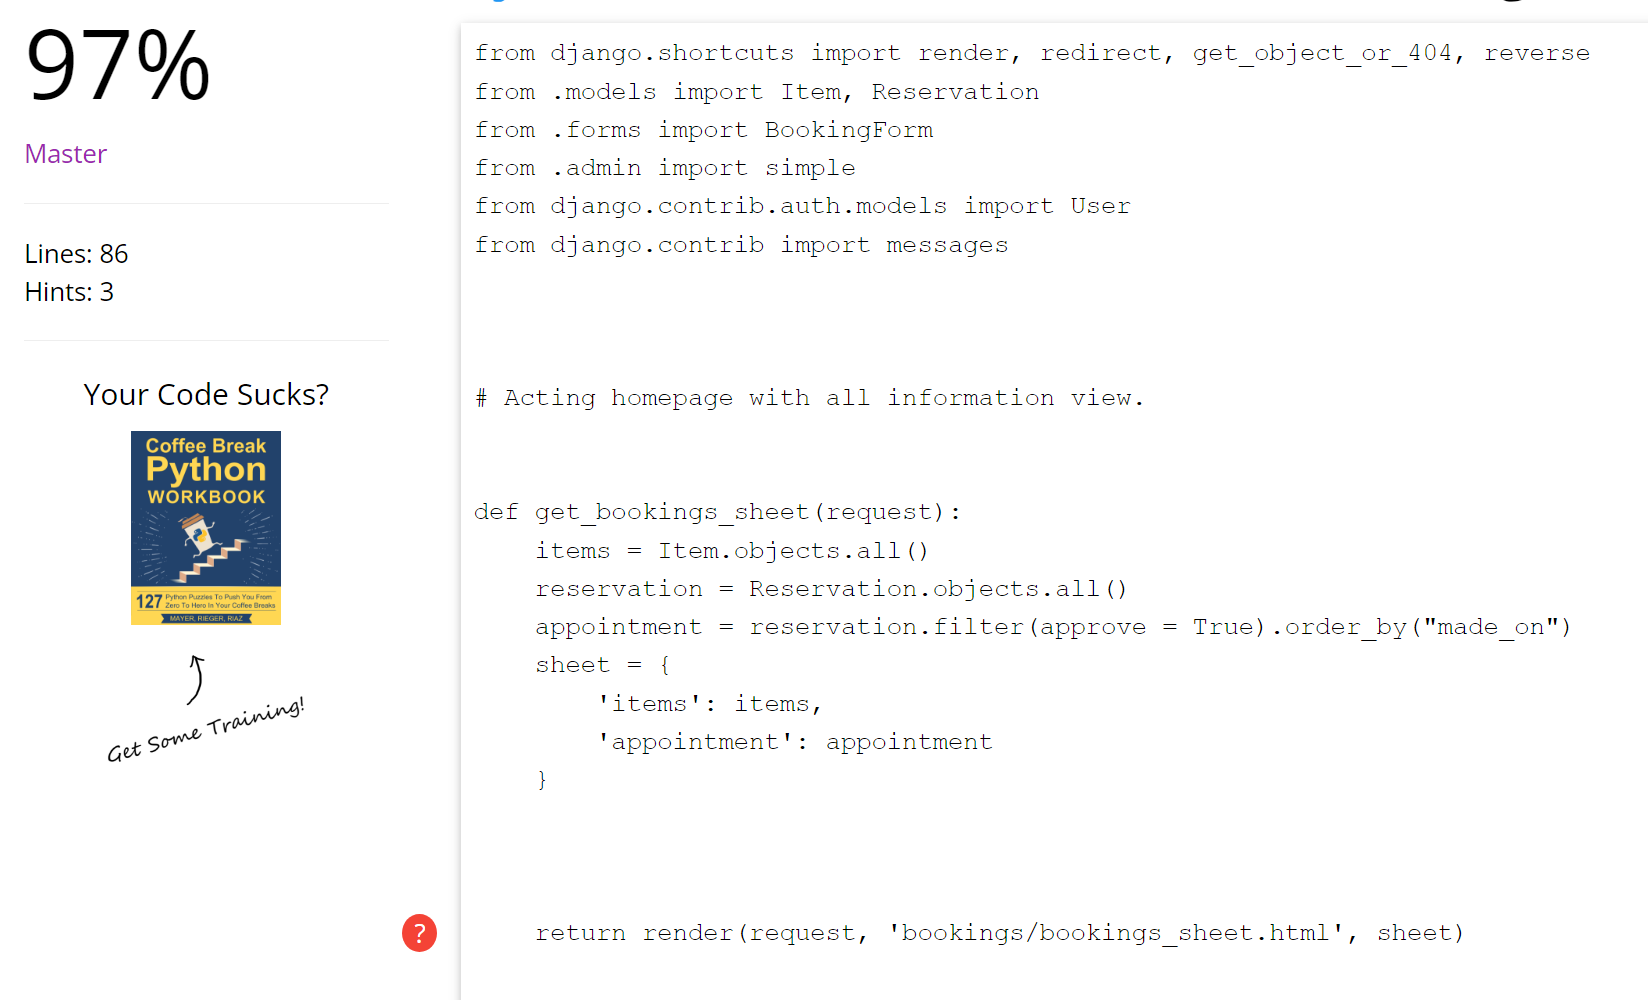 97%
Master
Lines: 86
Hints: 3
Your Code Sucks?
Coffee Break
Python
WORKBOOK
127 Python Puzzles To Push You From
Zero To Hero In Your Coffee Breaks
MAYER, RIEGER, RIAZ
Get Some Training!
?
from django.shortcuts import render, redirect, get_object_or_404, reverse
from .models import Item, Reservation
from .forms import BookingForm
from .admin import simple
from django.contrib.auth.models import User
from django.contrib import messages
# Acting homepage with all information view.
def get_bookings_sheet(request):
    items = Item.objects.all()
    reservation = Reservation.objects.all()
    appointment = reservation.filter(approve = True).order_by("made_on")
    sheet = {
        'items': items,
        'appointment': appointment
    }
    return render(request, 'bookings/bookings_sheet.html', sheet)